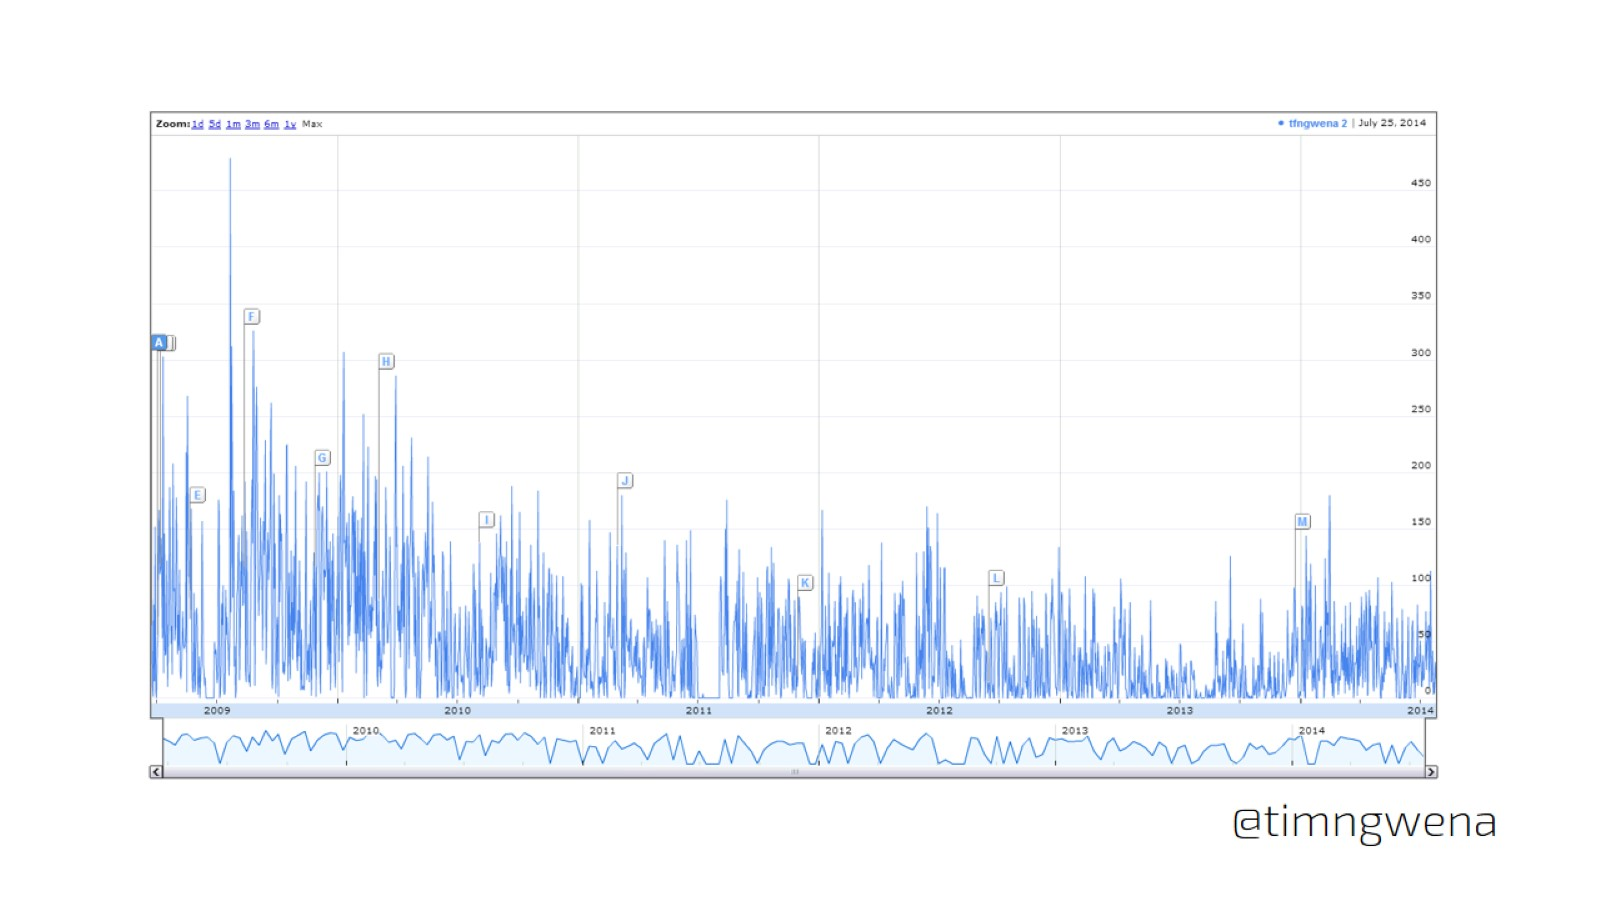 Zoom: 1d 5d 1m 3m 6m 1y Max
tfngwena 2 | July 25, 2014
450
400
350
300
250
200
150
100
50
0
A
F
H
G
J
E
I
M
K
L
2009 2010 2011 2012 2013 2014
2010 2011 2012 2013 2014
@timngwena